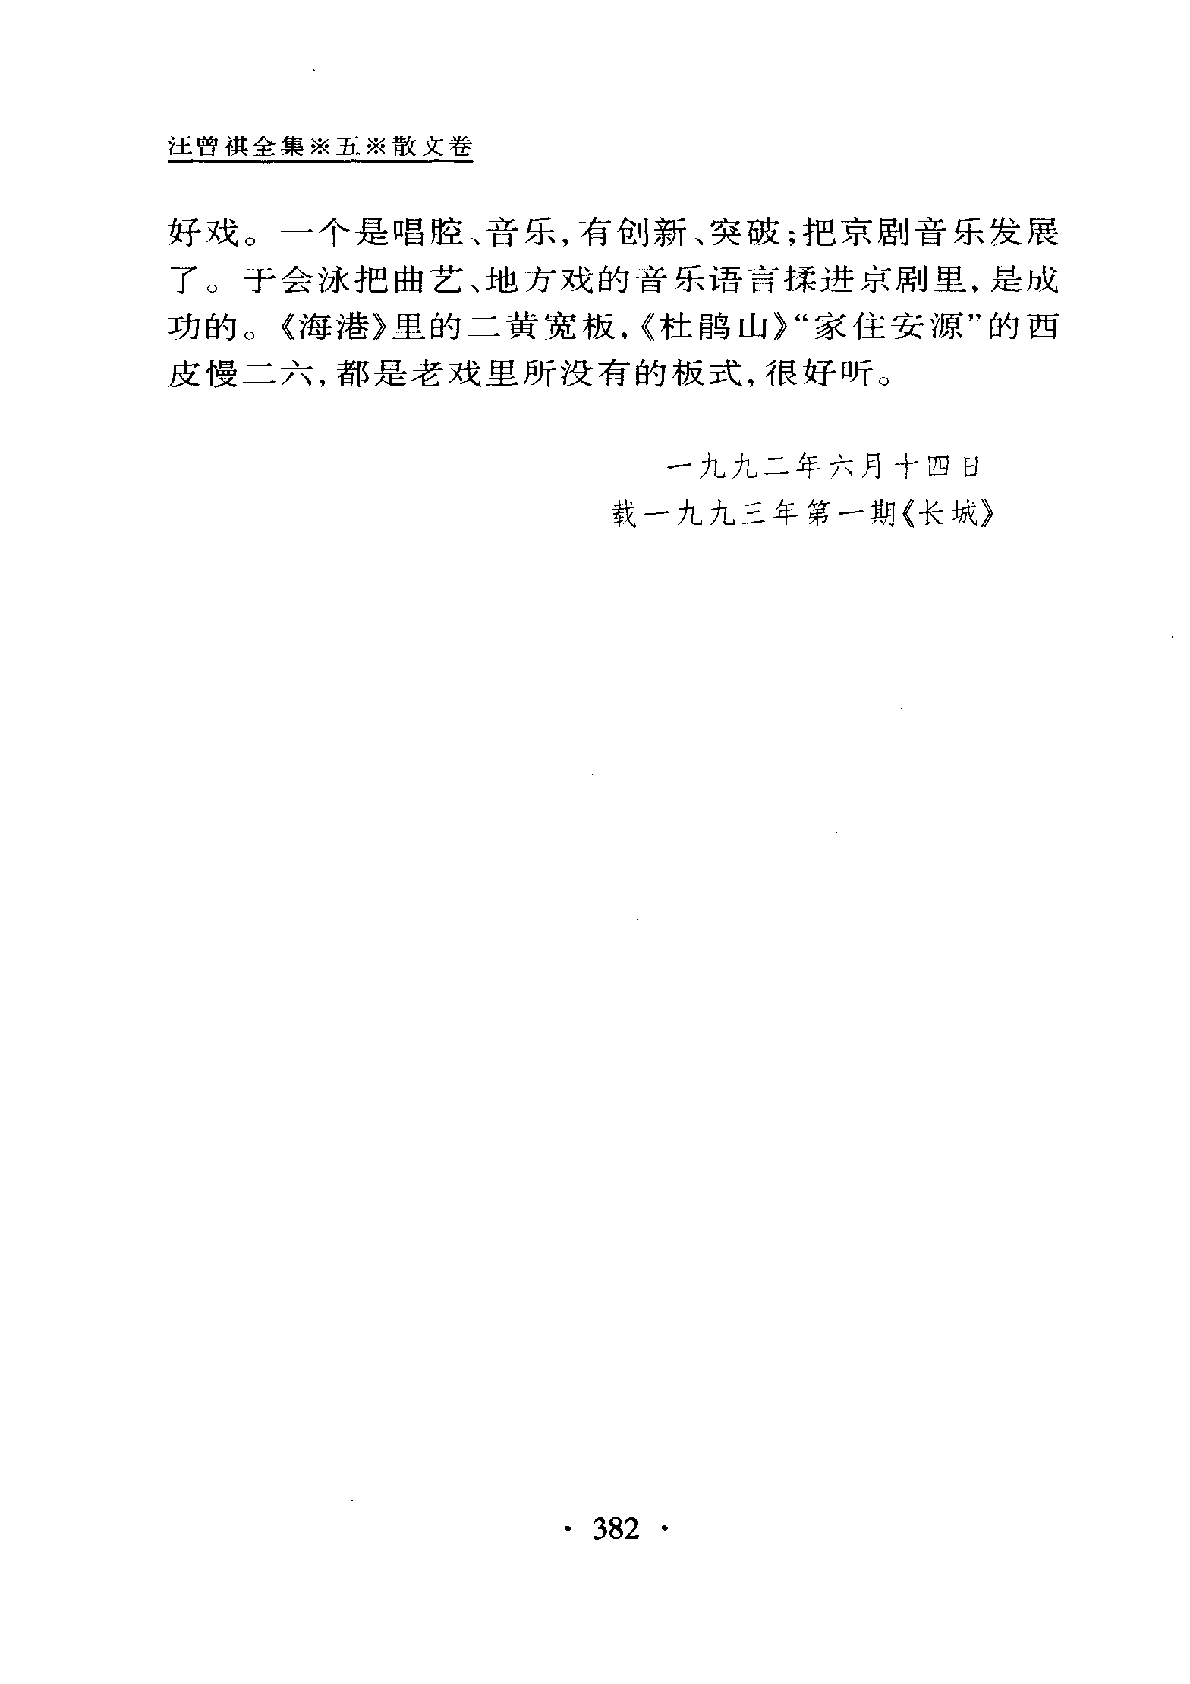 汪曾祺全集※五※散文卷
好戏。一个是唱腔、音乐,有创新、突破;把京剧音乐发展
了。于会泳把曲艺、地方戏的音乐语言揉进京剧里,是成
功的。《海港》里的二黄宽板,《杜鹃山》“家住安源”的西
皮慢二六,都是老戏里所没有的板式,很好听。
一九九二年六月十四日
载一九九三年第一期《长城》
· 382 ·